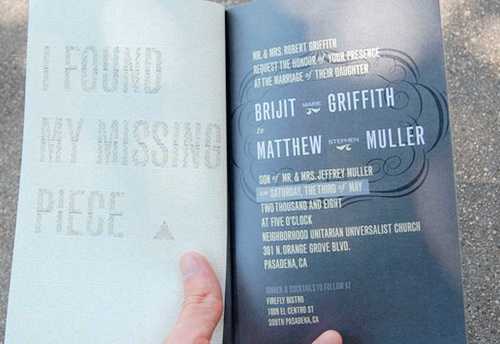 I FOUND
MY MISSING
PIECE
MR. & MRS. ROBERT GRIFFITH
REQUEST THE HONOUR of YOUR PRESENCE
AT THE MARRIAGE of THEIR DAUGHTER
BRIJIT MARIE GRIFFITH
to
MATTHEW STEPHEN MULLER
SON of MR. & MRS. JEFFREY MULLER
on SATURDAY, THE THIRD of MAY
TWO THOUSAND AND EIGHT
AT FIVE O'CLOCK
NEIGHBORHOOD UNITARIAN UNIVERSALIST CHURCH
301 N. ORANGE GROVE BLVD.
PASADENA, CA
DINNER & COCKTAILS TO FOLLOW AT
FIREFLY BISTRO
1009 EL CENTRO ST
SOUTH PASADENA, CA